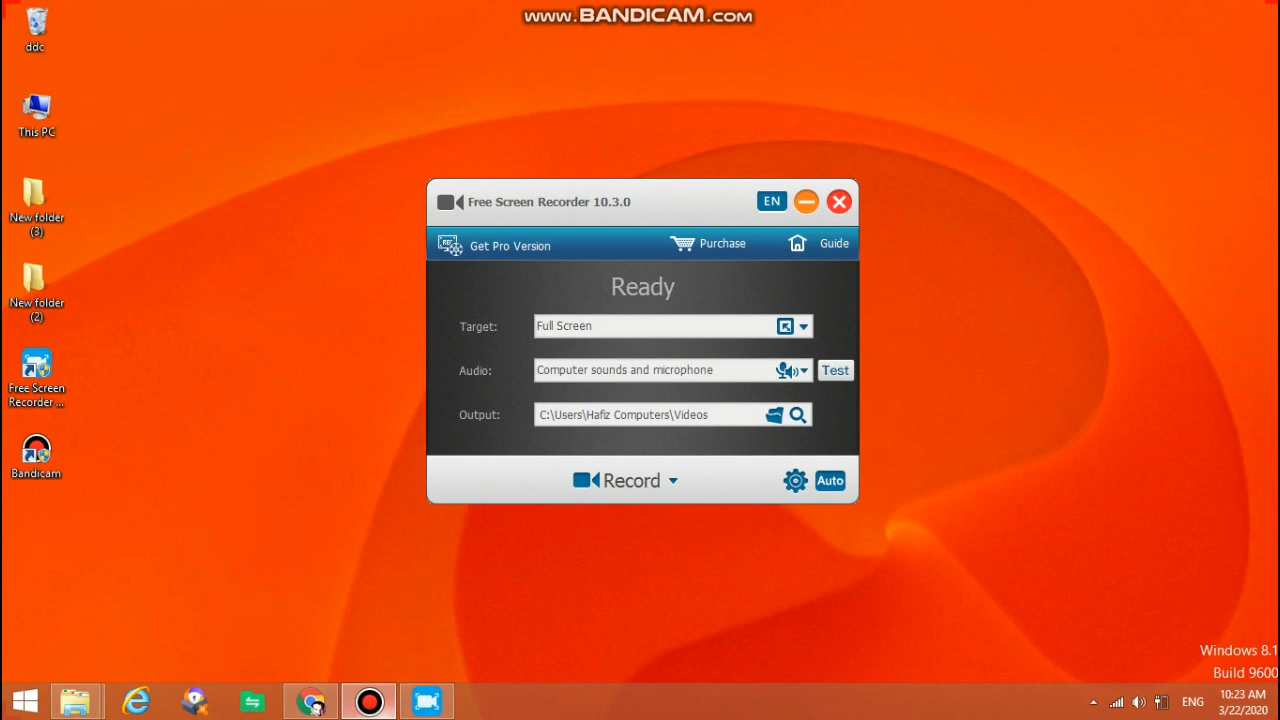 www.BANDICAM.com
ddc
This PC
New folder
(3)
New folder
(2)
Free Screen
Recorder ...
Bandicam
Free Screen Recorder 10.3.0
EN
REC
Get Pro Version
Purchase
Guide
Ready
Target:
Full Screen
Audio:
Computer sounds and microphone
Test
Output:
C:\Users\Hafiz Computers\Videos
Record
Auto
Windows 8.1
Build 9600
ENG
10:23 AM
3/22/2020